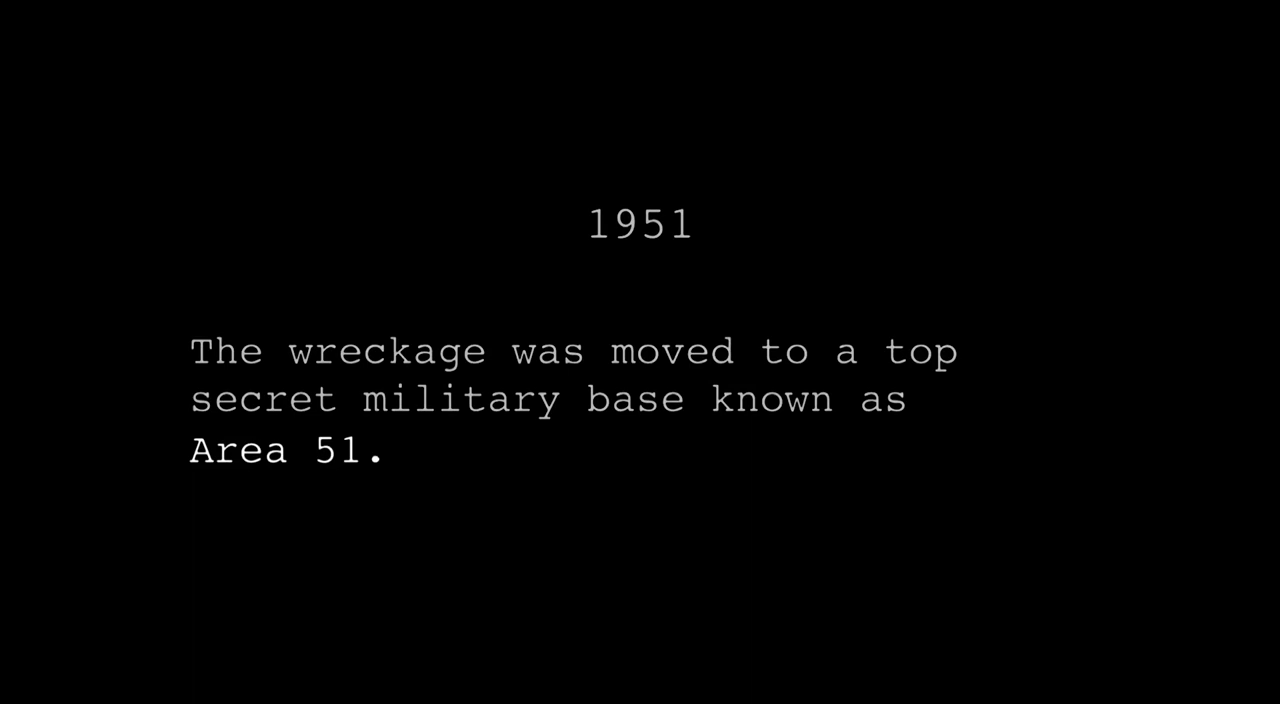 1951
The wreckage was moved to a top
secret military base known as
Area 51.